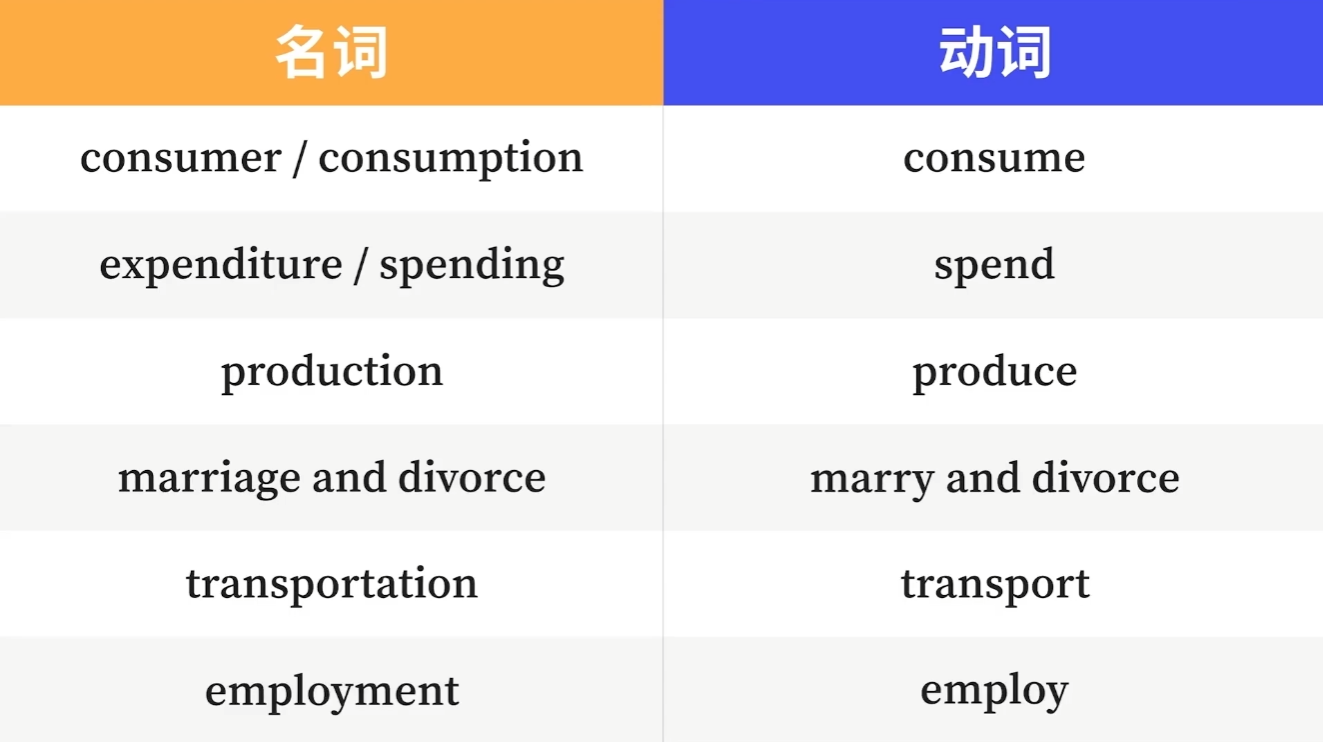 名词 动词
consumer / consumption consume
expenditure / spending spend
production produce
marriage and divorce marry and divorce
transportation transport
employment employ